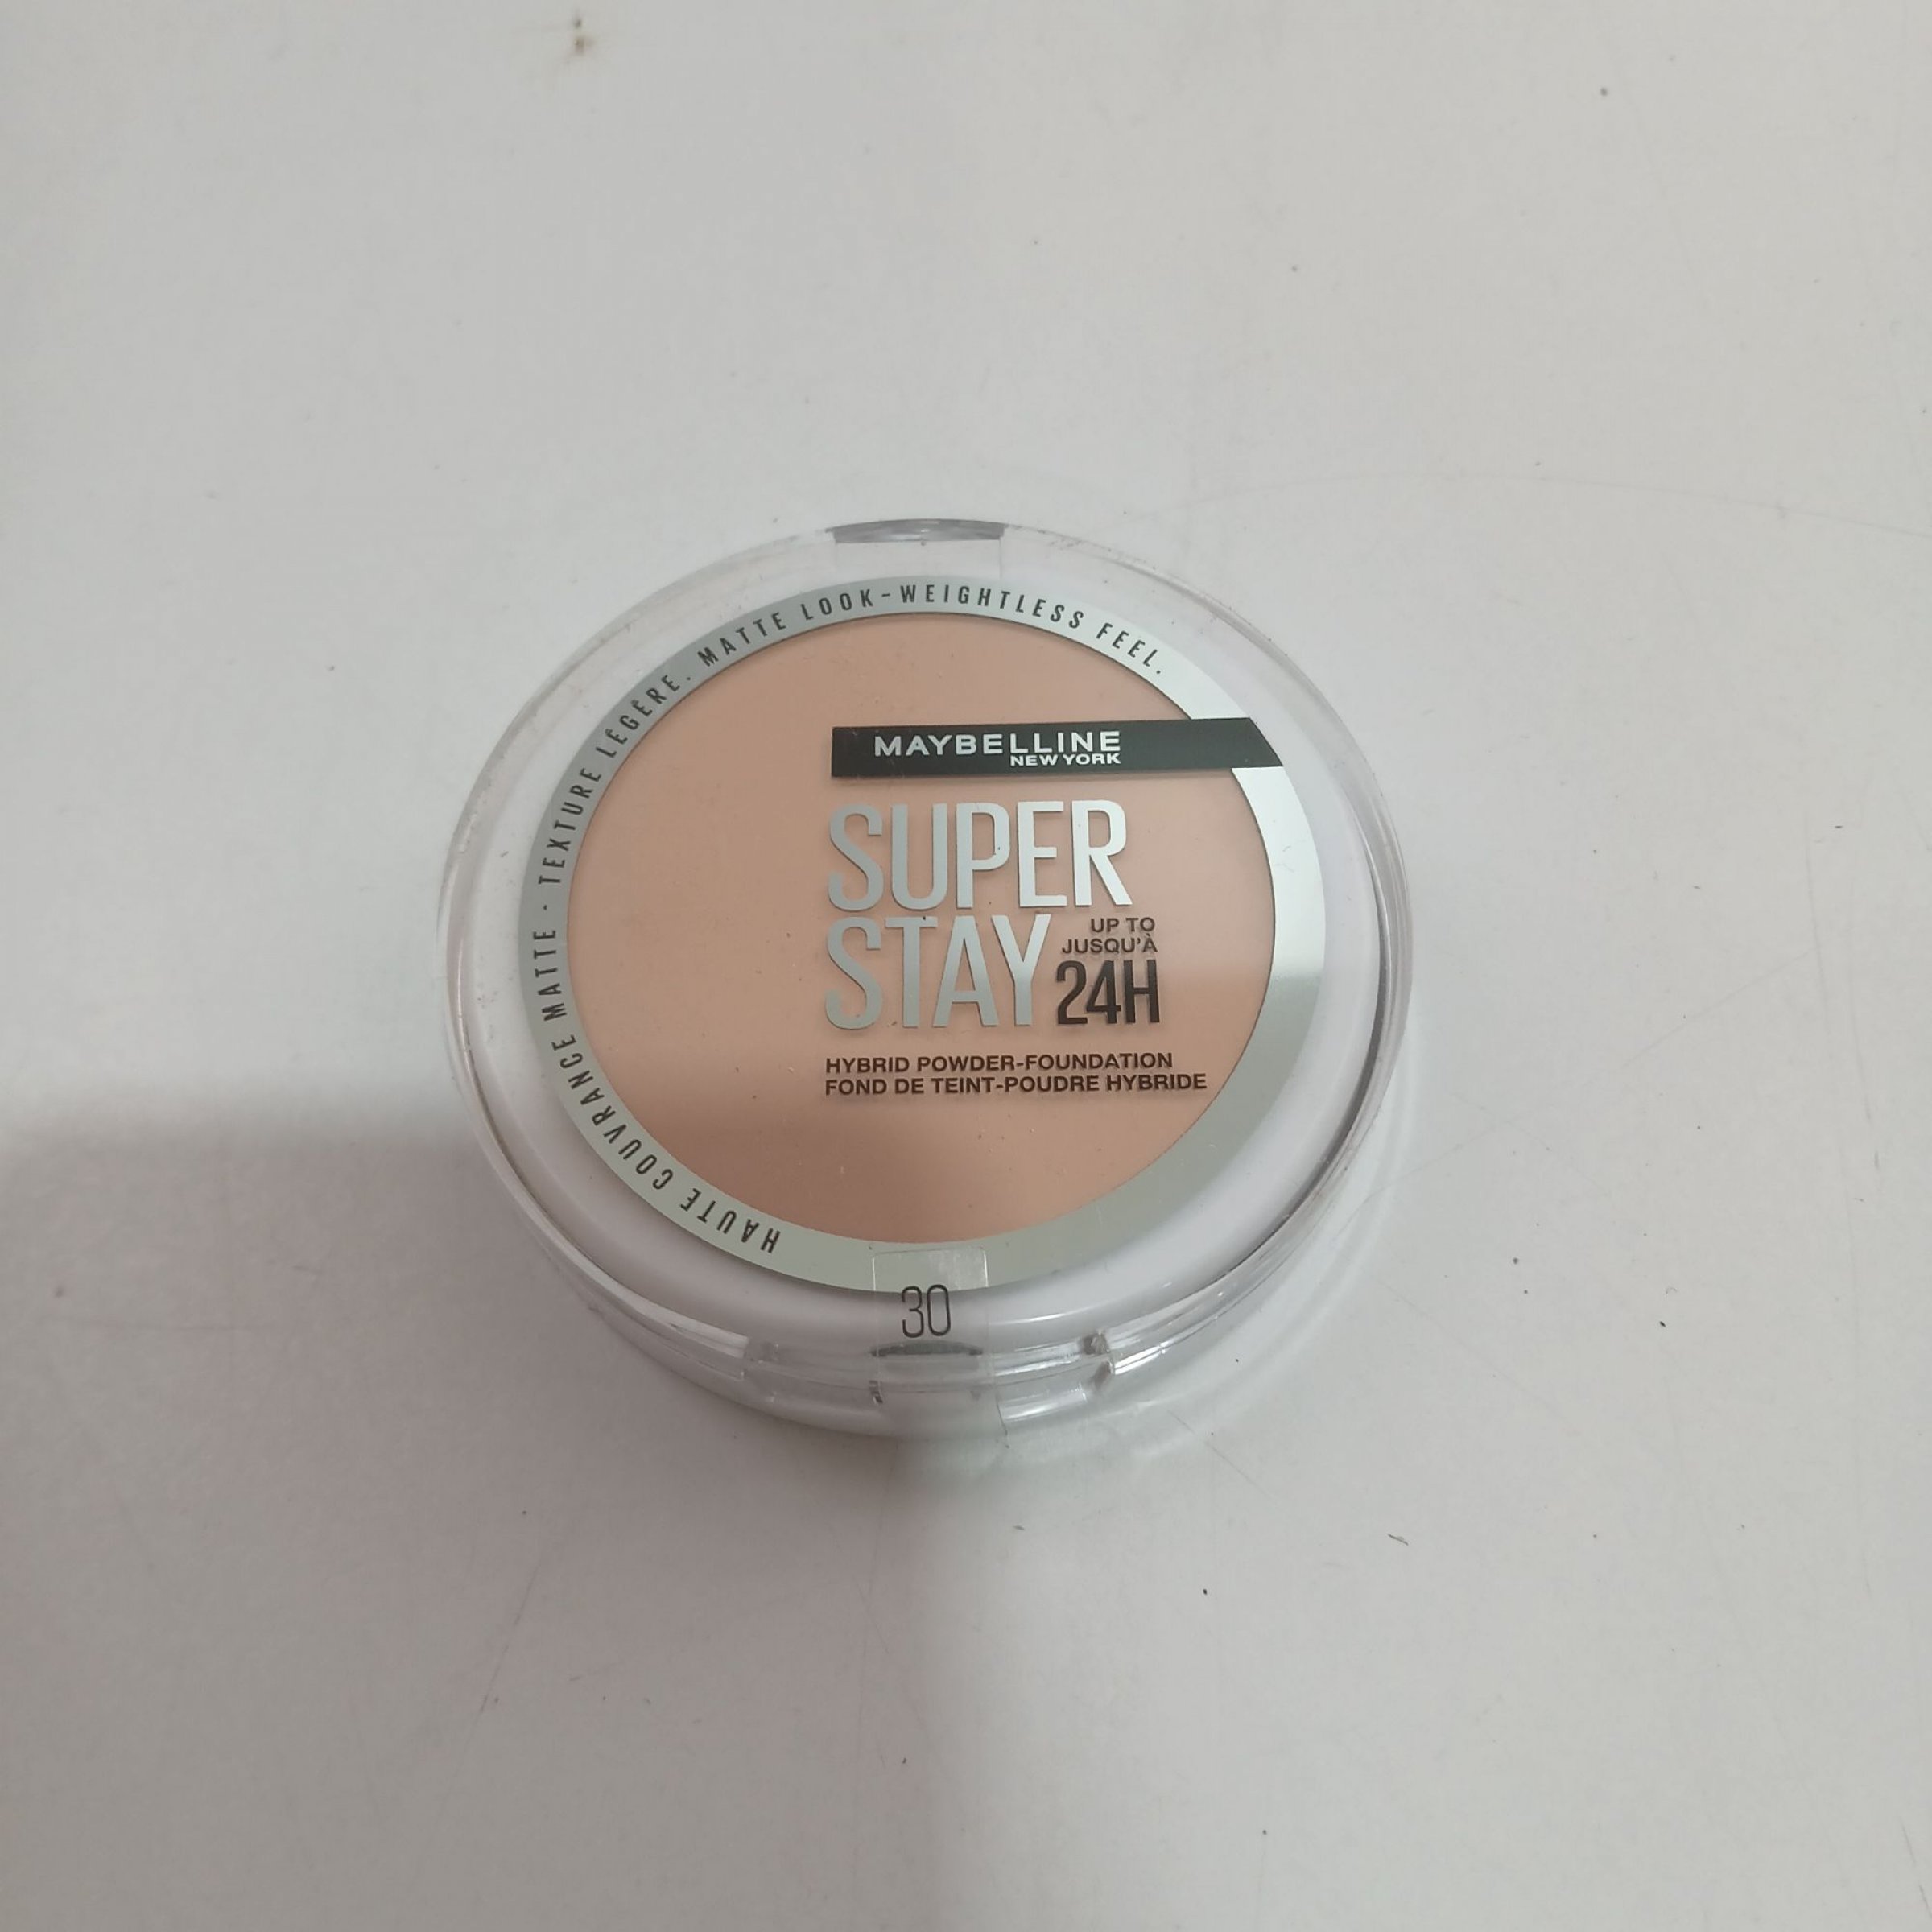 HAUTE COUVRANCE MATTE - TEXTURE LÉGÈRE. MATTE LOOK-WEIGHTLESS FEEL.
MAYBELLINE
NEW YORK
SUPER
STAY
UP TO
JUSQU'À
24H
HYBRID POWDER-FOUNDATION
FOND DE TEINT-POUDRE HYBRIDE
30